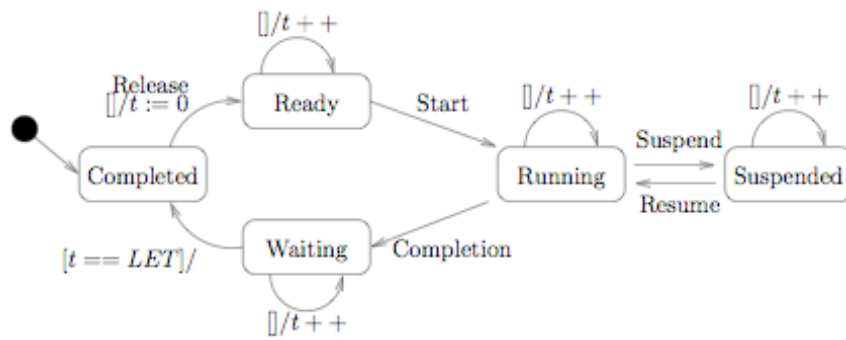 []/t + +
Release
[]/t := 0
Ready
Start
[]/t + +
[]/t + +
Suspend
Completed
Running
Suspended
Resume
[t == LET]/
Waiting
Completion
[]/t + +